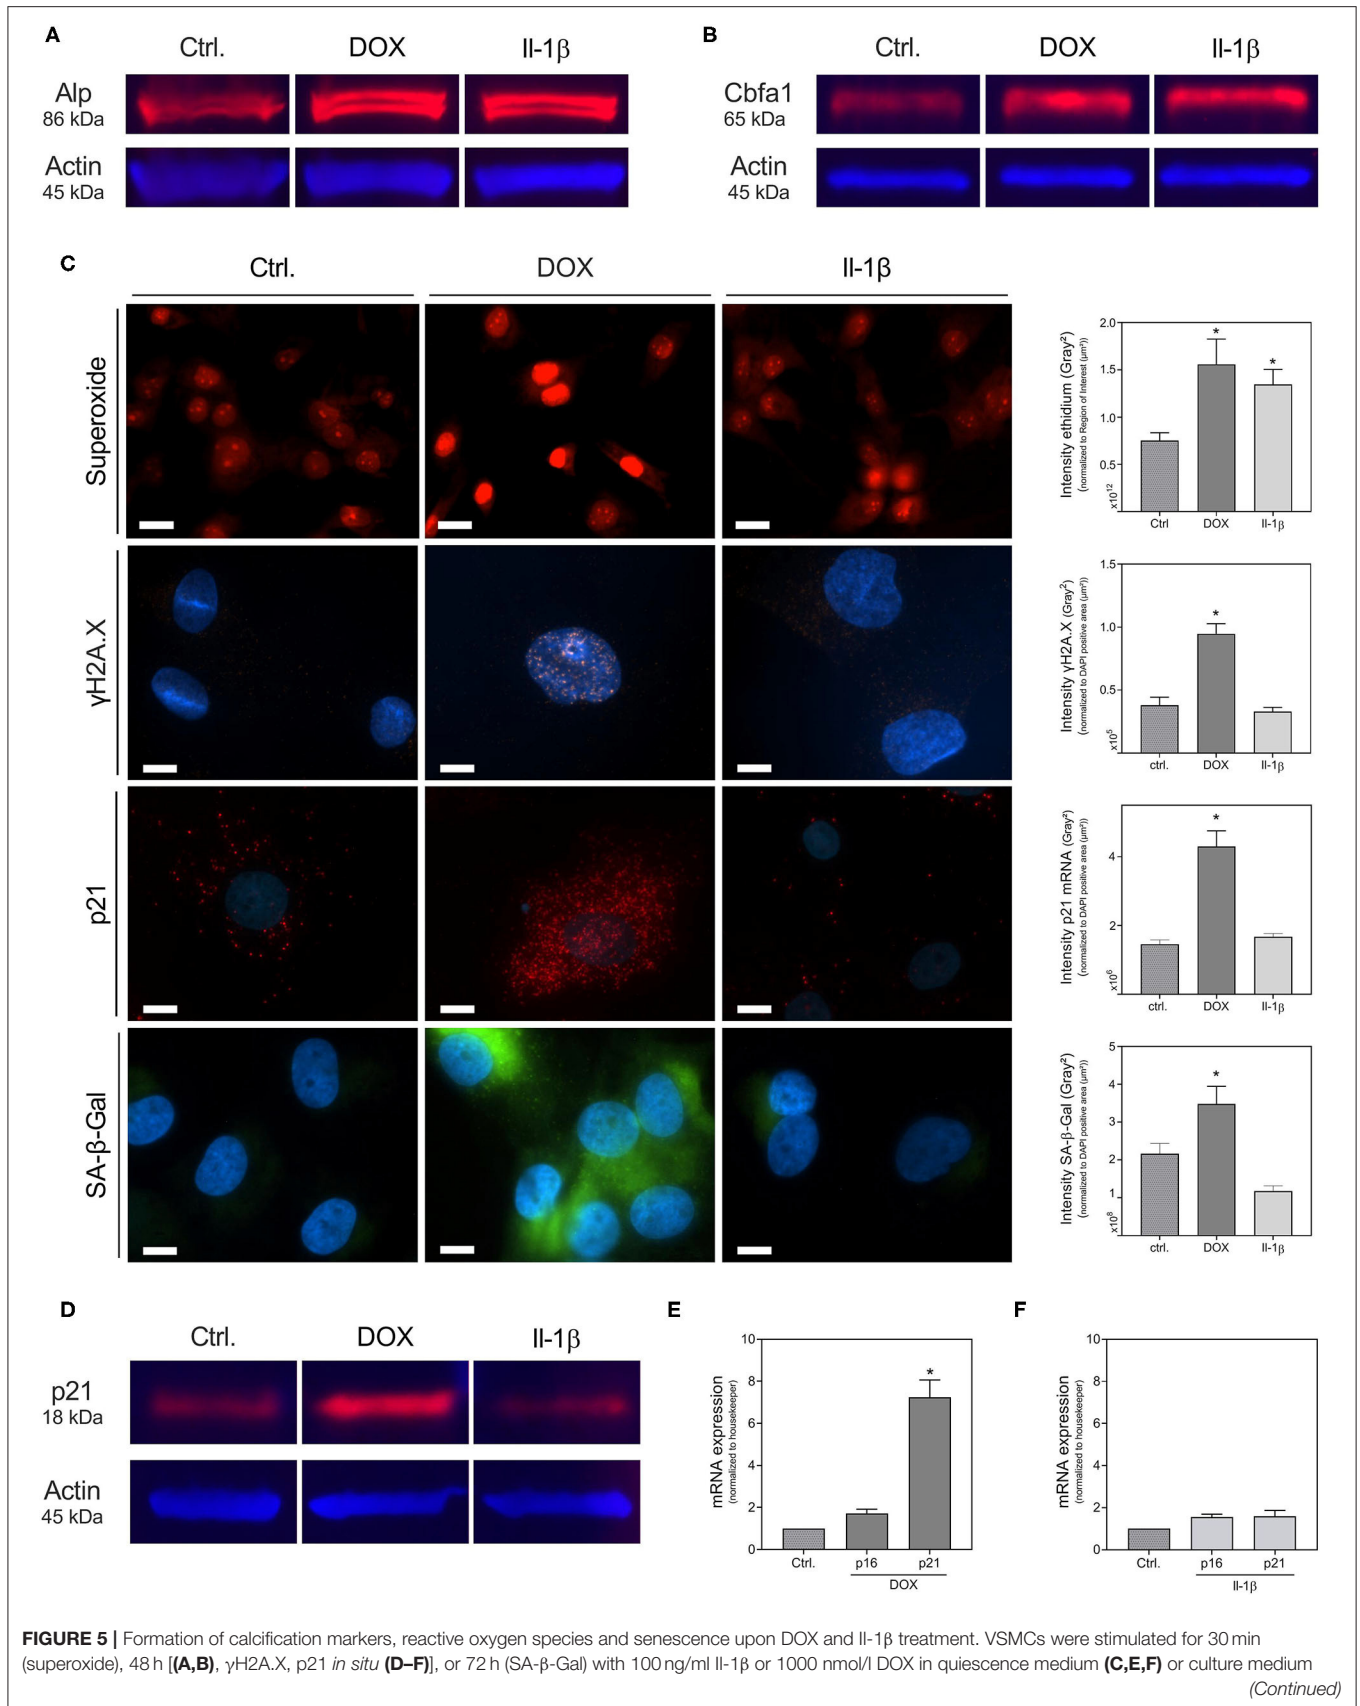 A
Ctrl. DOX Il-1β
Alp
86 kDa
Actin
45 kDa
B
Ctrl. DOX Il-1β
Cbfa1
65 kDa
Actin
45 kDa
C
Ctrl. DOX Il-1β
Superoxide
Intensity ethidium (Gray²)
(normalized to Region of Interest (μm²))
x10¹²
2.0
1.5
1.0
0.5
* *
Ctrl DOX Il-1β
γH2A.X
Intensity γH2A.X (Gray²)
(normalized to DAPI positive area (μm²))
x10⁵
1.5
1.0
0.5
*
ctrl. DOX Il-1β
p21
Intensity p21 mRNA (Gray²)
(normalized to DAPI positive area (μm²))
x10⁶
4
2
*
ctrl. DOX Il-1β
SA-β-Gal
Intensity SA-β-Gal (Gray²)
(normalized to DAPI positive area (μm²))
x10⁸
5
4
3
2
1
*
ctrl. DOX Il-1β
D
Ctrl. DOX Il-1β
p21
18 kDa
Actin
45 kDa
E
mRNA expression
(normalized to housekeeper)
10
8
6
4
2
0
*
Ctrl. p16 p21
DOX
F
mRNA expression
(normalized to housekeeper)
10
8
6
4
2
0
Ctrl. p16 p21
Il-1β
FIGURE 5 | Formation of calcification markers, reactive oxygen species and senescence upon DOX and Il-1β treatment. VSMCs were stimulated for 30 min
(superoxide), 48 h [(A,B), γH2A.X, p21 in situ (D–F)], or 72 h (SA-β-Gal) with 100 ng/ml Il-1β or 1000 nmol/l DOX in quiescence medium (C,E,F) or culture medium
(Continued)